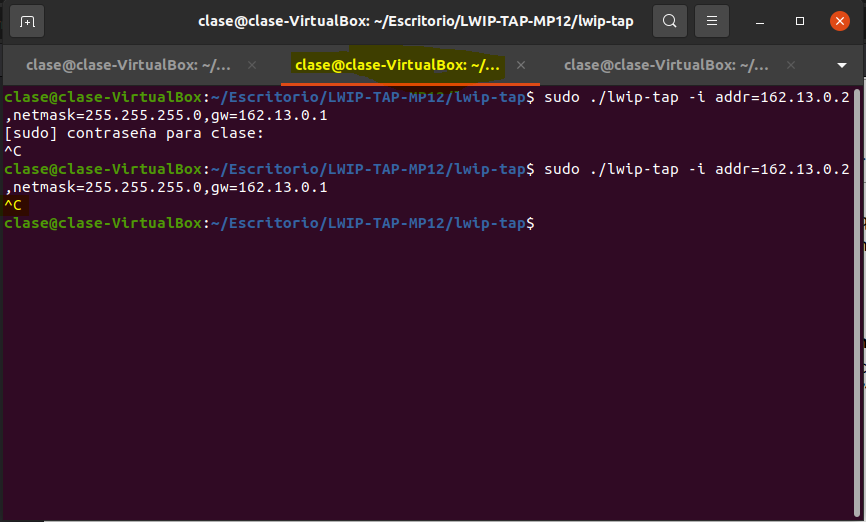 clase@clase-VirtualBox: ~/Escritorio/LWIP-TAP-MP12/lwip-tap
clase@clase-VirtualBox: ~/... clase@clase-VirtualBox: ~/... clase@clase-VirtualBox: ~/...
clase@clase-VirtualBox:~/Escritorio/LWIP-TAP-MP12/lwip-tap$ sudo ./lwip-tap -i addr=162.13.0.2
,netmask=255.255.255.0,gw=162.13.0.1
[sudo] contraseña para clase:
^C
clase@clase-VirtualBox:~/Escritorio/LWIP-TAP-MP12/lwip-tap$ sudo ./lwip-tap -i addr=162.13.0.2
,netmask=255.255.255.0,gw=162.13.0.1
^C
clase@clase-VirtualBox:~/Escritorio/LWIP-TAP-MP12/lwip-tap$